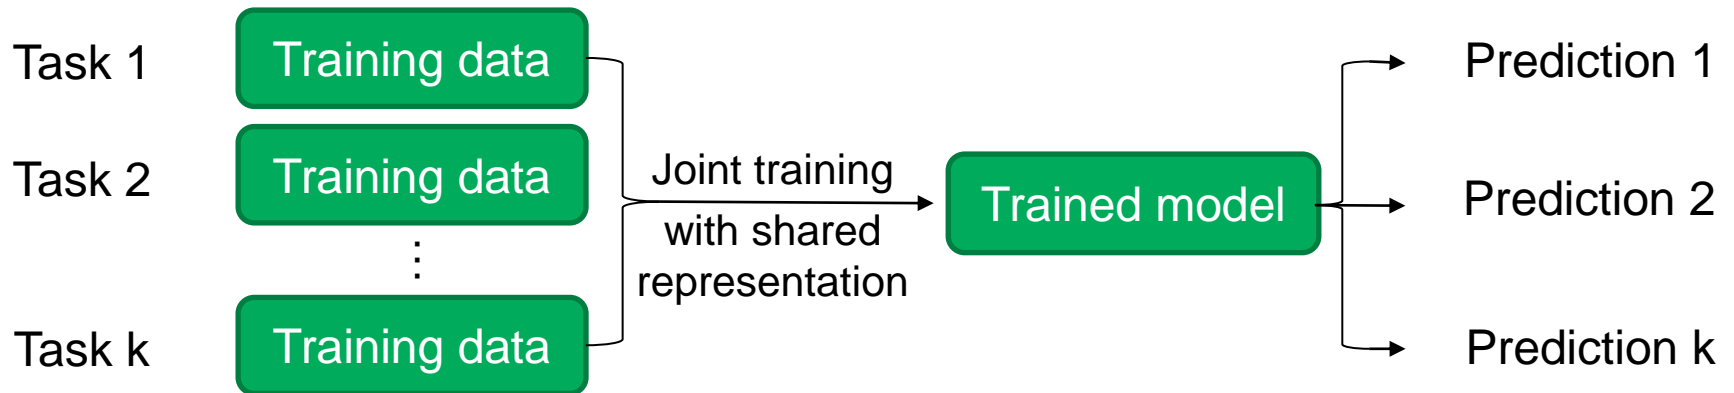 Task 1
Training data
Prediction 1
Task 2
Training data
Joint training
with shared
representation
Trained model
Prediction 2
⋮
Task k
Training data
Prediction k